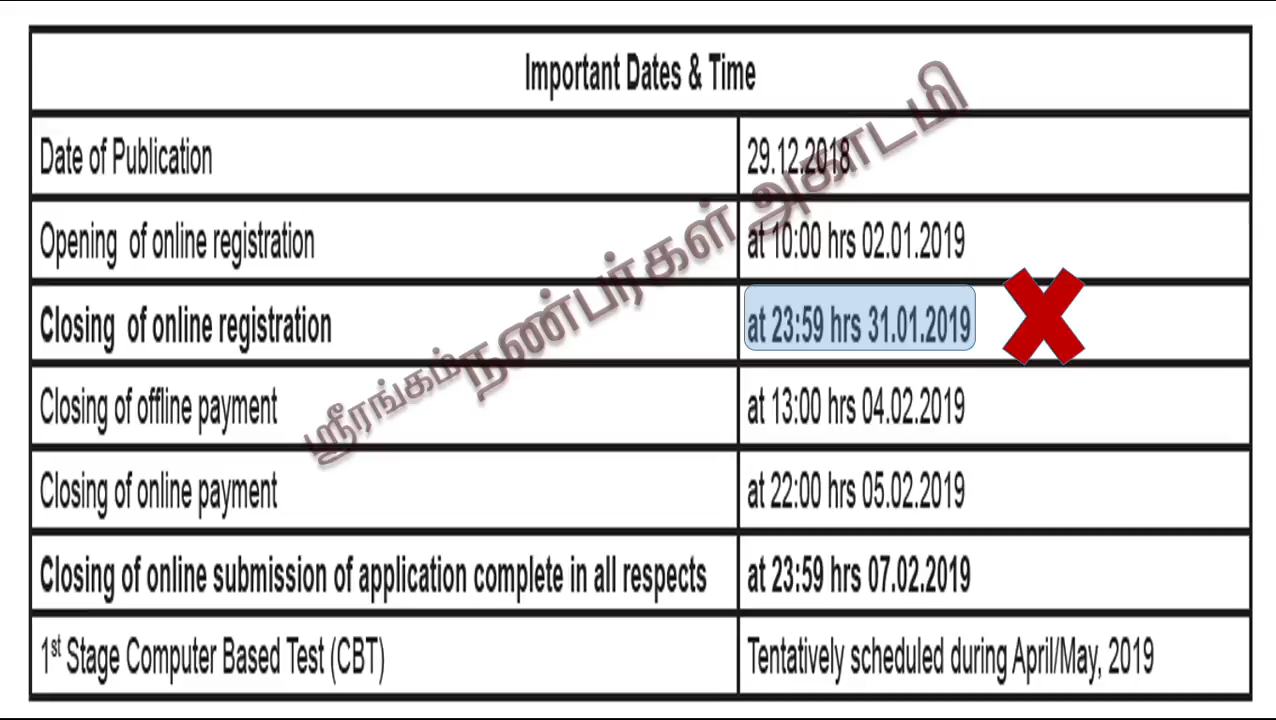 Important Dates & Time
Date of Publication 29.12.2018
Opening of online registration at 10:00 hrs 02.01.2019
Closing of online registration at 23:59 hrs 31.01.2019
Closing of offline payment at 13:00 hrs 04.02.2019
Closing of online payment at 22:00 hrs 05.02.2019
Closing of online submission of application complete in all respects at 23:59 hrs 07.02.2019
1st Stage Computer Based Test (CBT) Tentatively scheduled during April/May, 2019
ஸ்ரீரங்கம் நண்பர்கள் அகாடமி